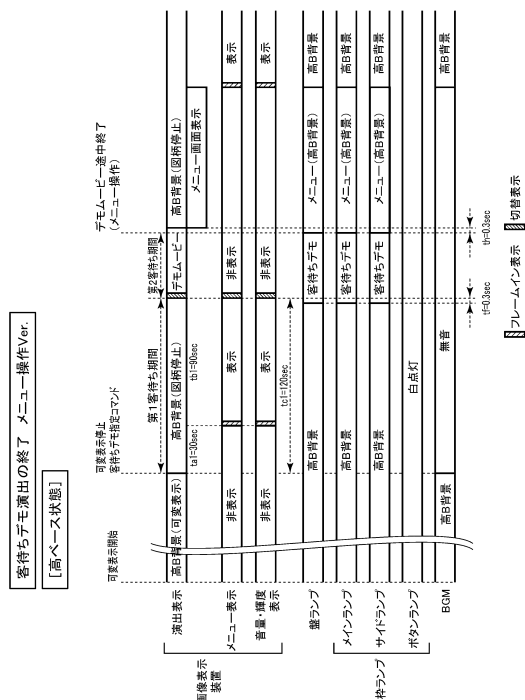 客待ちデモ演出の終了 メニュー操作Ver.
[高ベース状態]
可変表示開始
可変表示停止
客待ちデモ指定コマンド
デモムービー途中終了
(メニュー操作)
第1客待ち期間
第2客待ち期間
画像表示
装置
演出表示
高B背景(可変表示)
高B背景(図柄停止)
デモムービー
高B背景(図柄停止)
メニュー画面表示
ta1=30sec
tb1=90sec
メニュー表示
非表示
表示
非表示
表示
音量・輝度
表示
非表示
表示
非表示
表示
tc1=120sec
盤ランプ
高B背景
客待ちデモ
メニュー(高B背景)
高B背景
枠ランプ
メインランプ
高B背景
客待ちデモ
メニュー(高B背景)
高B背景
サイドランプ
高B背景
客待ちデモ
メニュー(高B背景)
高B背景
ボタンランプ
白点灯
BGM
高B背景
無音
tf=0.3sec
th=0.3sec
フレームイン表示
切替表示